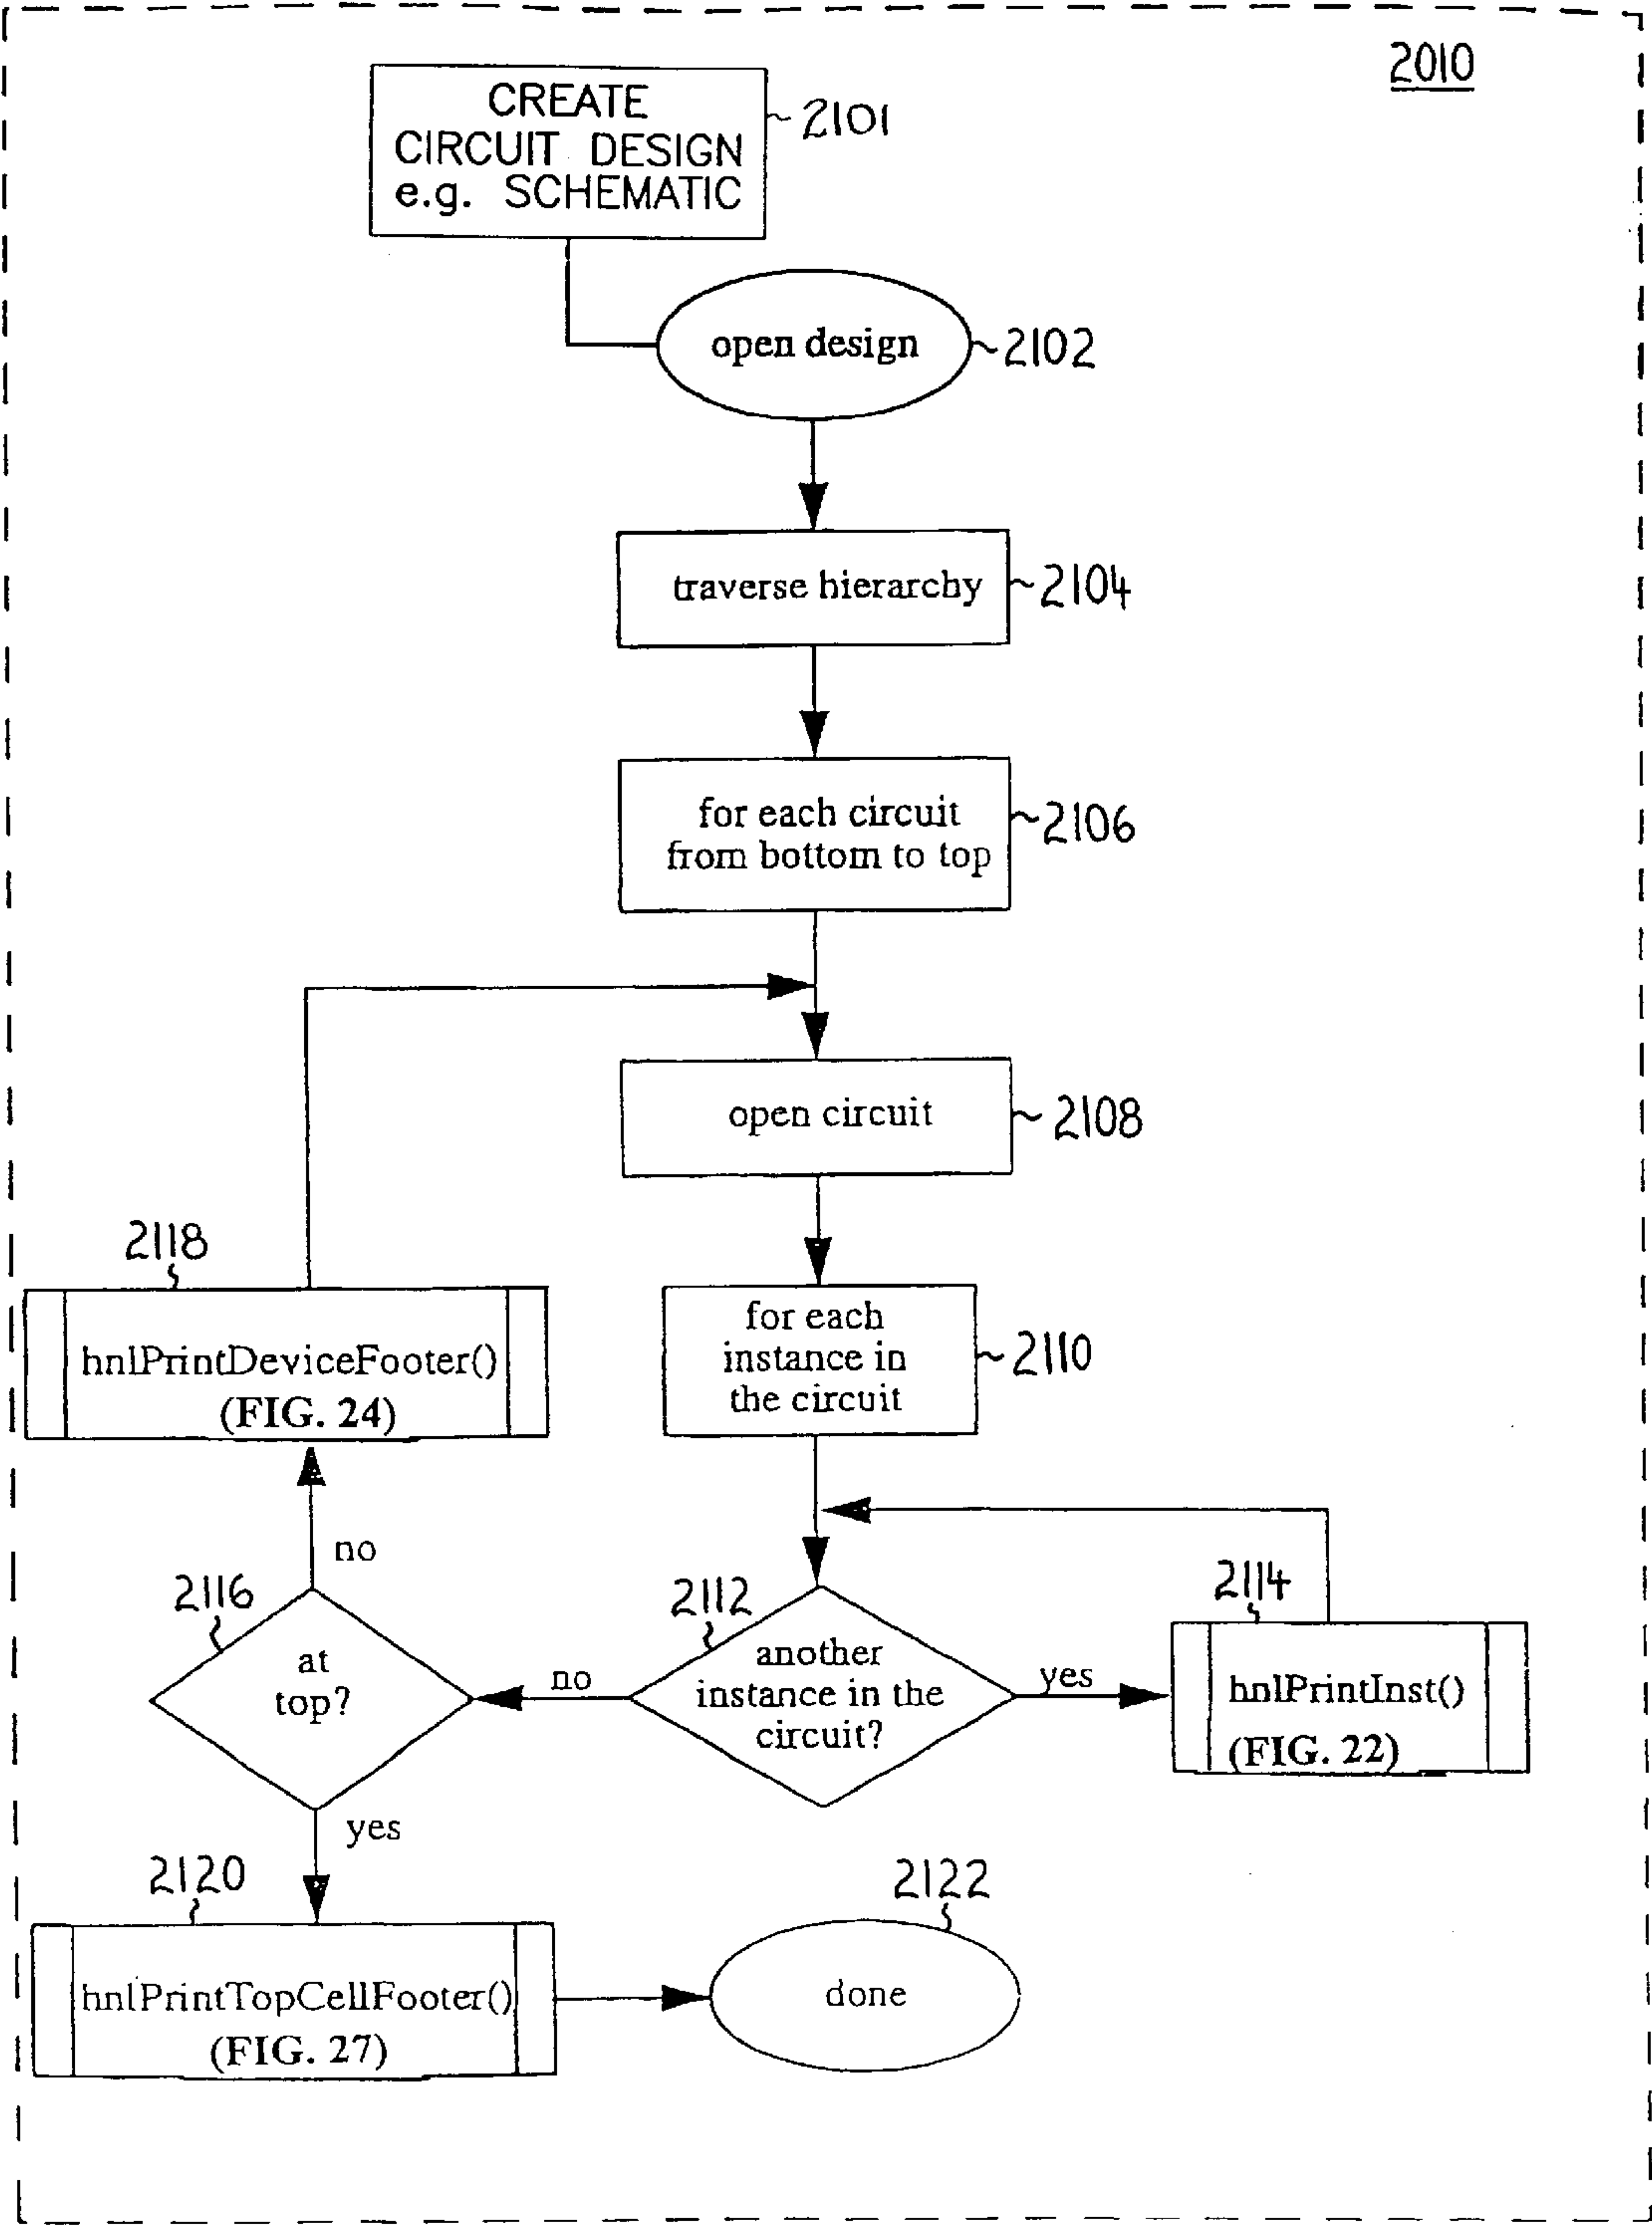 2010
CREATE
CIRCUIT DESIGN
e.g. SCHEMATIC
2101
open design
2102
traverse hierarchy
2104
for each circuit
from bottom to top
2106
open circuit
2108
2118
hnlPrintDeviceFooter()
(FIG. 24)
for each
instance in
the circuit
2110
no
2116
at
top?
no
2112
another
instance in the
circuit?
yes
2114
hnlPrintInst()
(FIG. 22)
yes
2120
hnlPrintTopCellFooter()
(FIG. 27)
2122
done